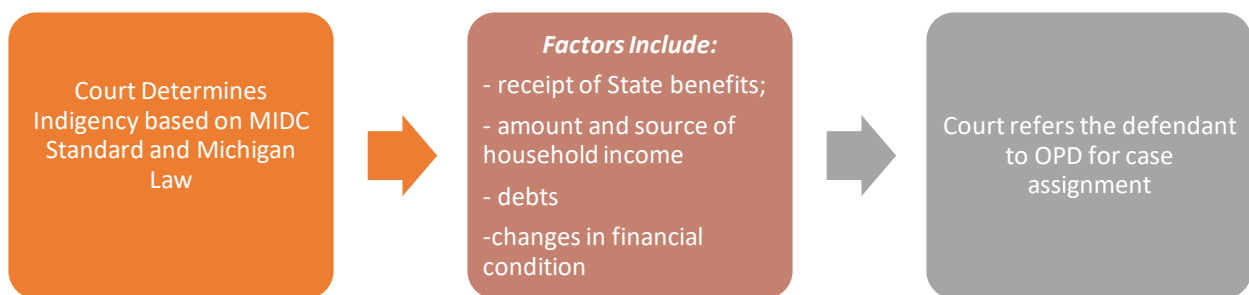 Court Determines
Indigency based on MIDC
Standard and Michigan
Law
Factors Include:
- receipt of State benefits;
- amount and source of
household income
- debts
-changes in financial
condition
Court refers the defendant
to OPD for case
assignment